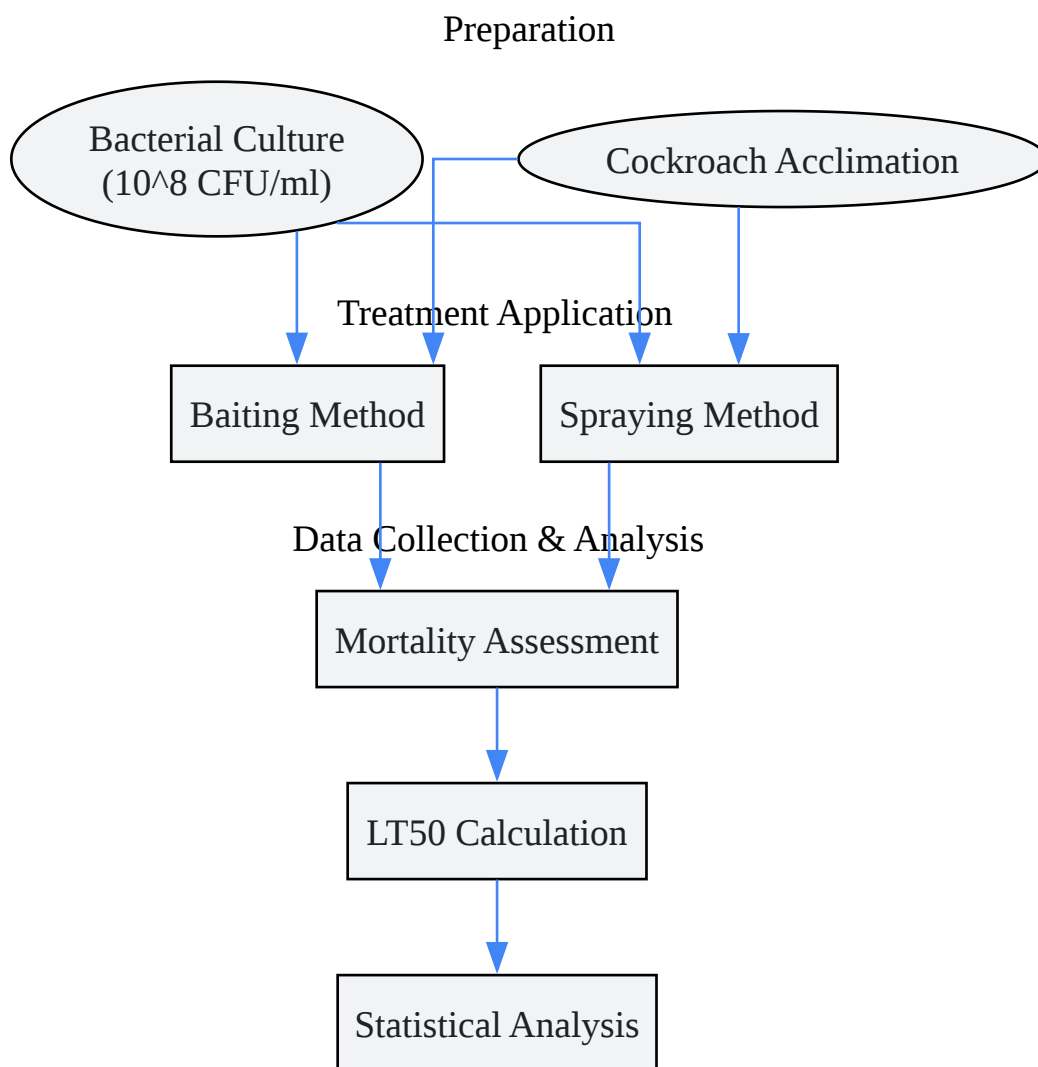 Preparation
Bacterial Culture
(10^8 CFU/ml)
Cockroach Acclimation
Treatment Application
Baiting Method
Spraying Method
Data Collection & Analysis
Mortality Assessment
LT50 Calculation
Statistical Analysis